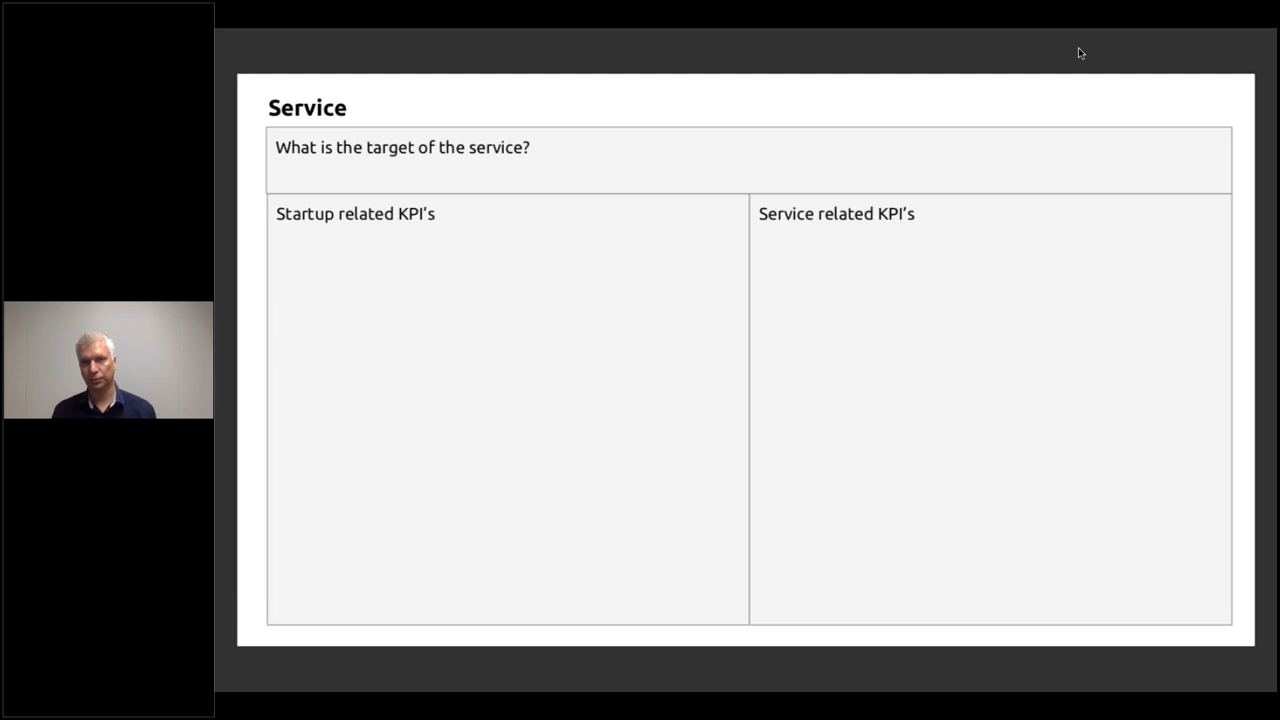 Service
What is the target of the service?
Startup related KPI’s
Service related KPI’s